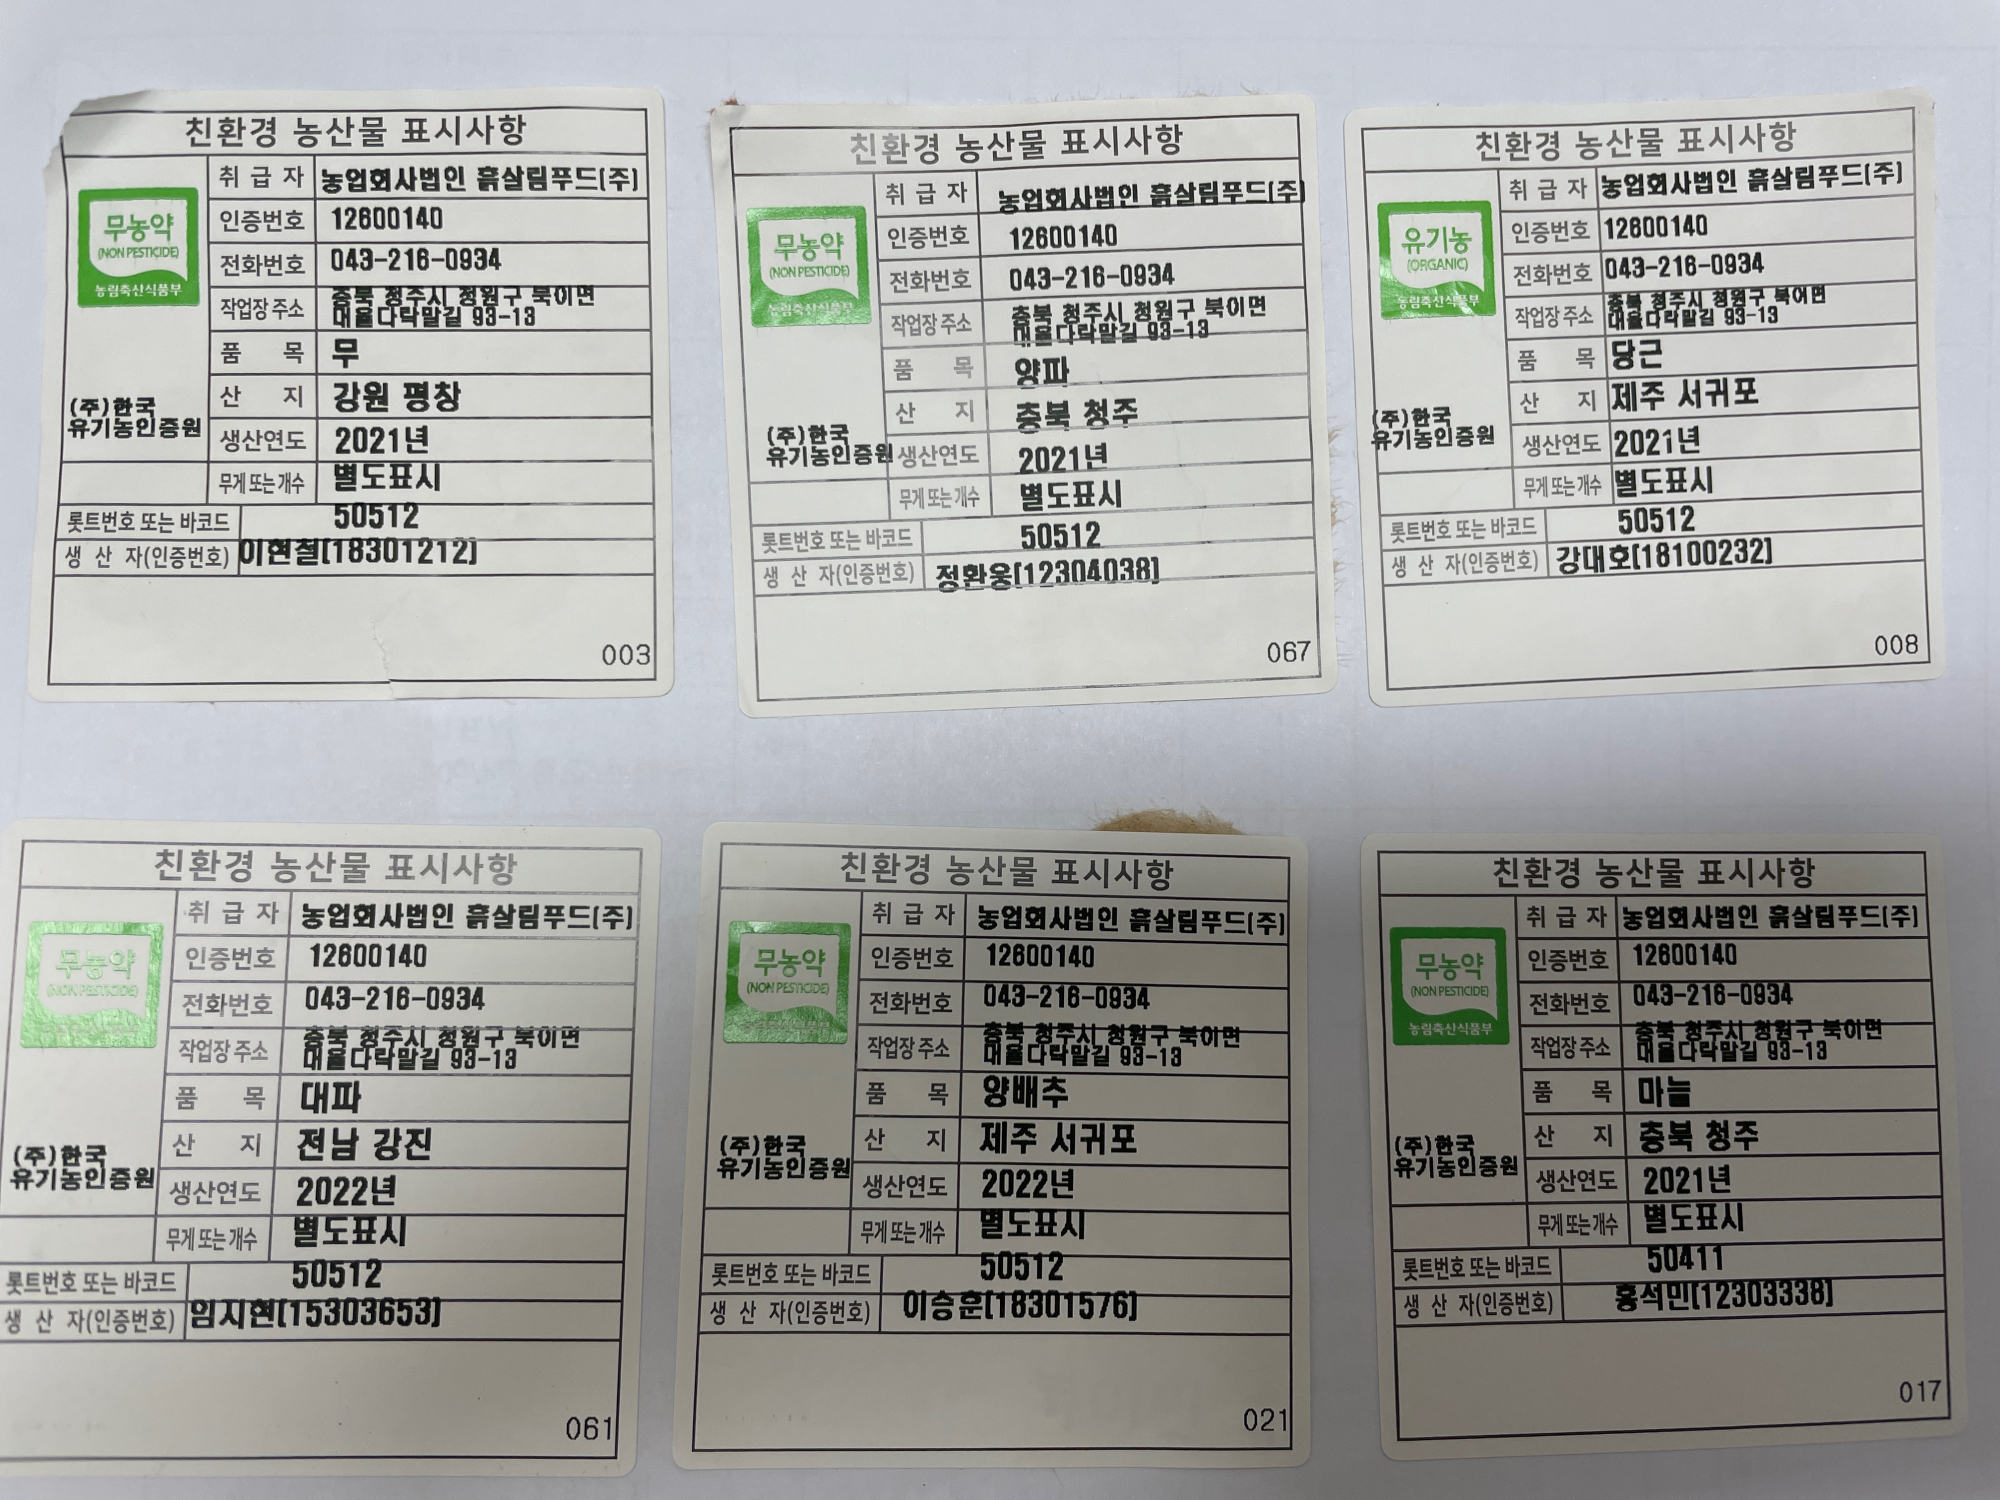 친환경 농산물 표시사항
무농약
(NON PESTICIDE)
농림축산식품부
(주)한국
유기농인증원
취 급 자 농업회사법인 흙살림푸드(주)
인증번호 12600140
전화번호 043-216-0934
작업장 주소 충북 청주시 청원구 북이면
대율다락말길 93-13
품 목 무
산 지 강원 평창
생산연도 2021년
무게 또는 개수 별도표시
롯트번호 또는 바코드 50512
생 산 자(인증번호) 이현철(18301212)
003
친환경 농산물 표시사항
무농약
(NON PESTICIDE)
농림축산식품부
(주)한국
유기농인증원
취 급 자 농업회사법인 흙살림푸드(주)
인증번호 12600140
전화번호 043-216-0934
작업장 주소 충북 청주시 청원구 북이면
대율다락말길 93-13
품 목 양파
산 지 충북 청주
생산연도 2021년
무게 또는 개수 별도표시
롯트번호 또는 바코드 50512
생 산 자(인증번호) 정환웅(12304038)
067
친환경 농산물 표시사항
유기농
(ORGANIC)
농림축산식품부
(주)한국
유기농인증원
취 급 자 농업회사법인 흙살림푸드(주)
인증번호 12600140
전화번호 043-216-0934
작업장 주소 충북 청주시 청원구 북이면
대율다락말길 93-13
품 목 당근
산 지 제주 서귀포
생산연도 2021년
무게 또는 개수 별도표시
롯트번호 또는 바코드 50512
생 산 자(인증번호) 강대호(18100232)
008
친환경 농산물 표시사항
무농약
(NON PESTICIDE)
농림축산식품부
(주)한국
유기농인증원
취 급 자 농업회사법인 흙살림푸드(주)
인증번호 12600140
전화번호 043-216-0934
작업장 주소 충북 청주시 청원구 북이면
대율다락말길 93-13
품 목 대파
산 지 전남 강진
생산연도 2022년
무게 또는 개수 별도표시
롯트번호 또는 바코드 50512
생 산 자(인증번호) 임지현(15303653)
061
친환경 농산물 표시사항
무농약
(NON PESTICIDE)
농림축산식품부
(주)한국
유기농인증원
취 급 자 농업회사법인 흙살림푸드(주)
인증번호 12600140
전화번호 043-216-0934
작업장 주소 충북 청주시 청원구 북이면
대율다락말길 93-13
품 목 양배추
산 지 제주 서귀포
생산연도 2022년
무게 또는 개수 별도표시
롯트번호 또는 바코드 50512
생 산 자(인증번호) 이승훈(18301576)
021
친환경 농산물 표시사항
무농약
(NON PESTICIDE)
농림축산식품부
(주)한국
유기농인증원
취 급 자 농업회사법인 흙살림푸드(주)
인증번호 12600140
전화번호 043-216-0934
작업장 주소 충북 청주시 청원구 북이면
대율다락말길 93-13
품 목 마늘
산 지 충북 청주
생산연도 2021년
무게 또는 개수 별도표시
롯트번호 또는 바코드 50411
생 산 자(인증번호) 홍석민(12303338)
017